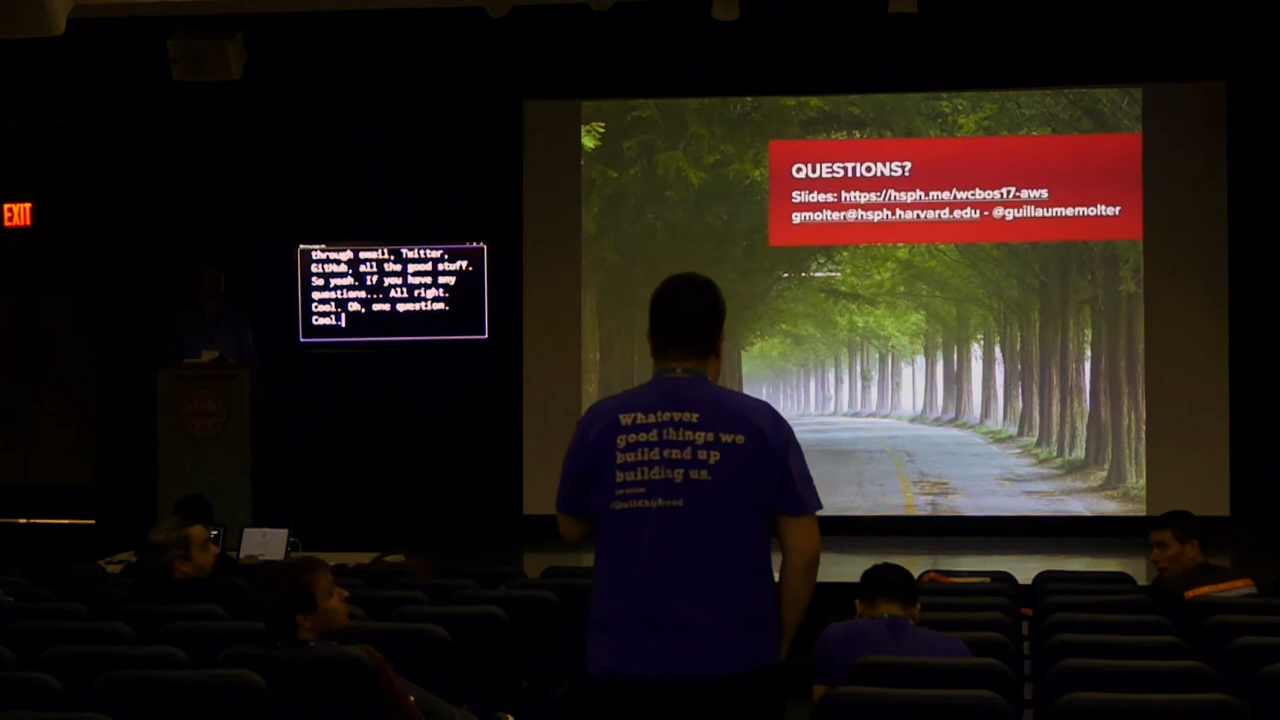 EXIT
through email, Twitter,
GitHub, all the good stuff.
So yeah. If you have any
questions... All right.
Cool. Oh, one question.
Cool.
QUESTIONS?
Slides: https://hsph.me/wcbos17-aws
gmolter@hsph.harvard.edu - @guillaumemolter
Whatever
good things we
build end up
building us.